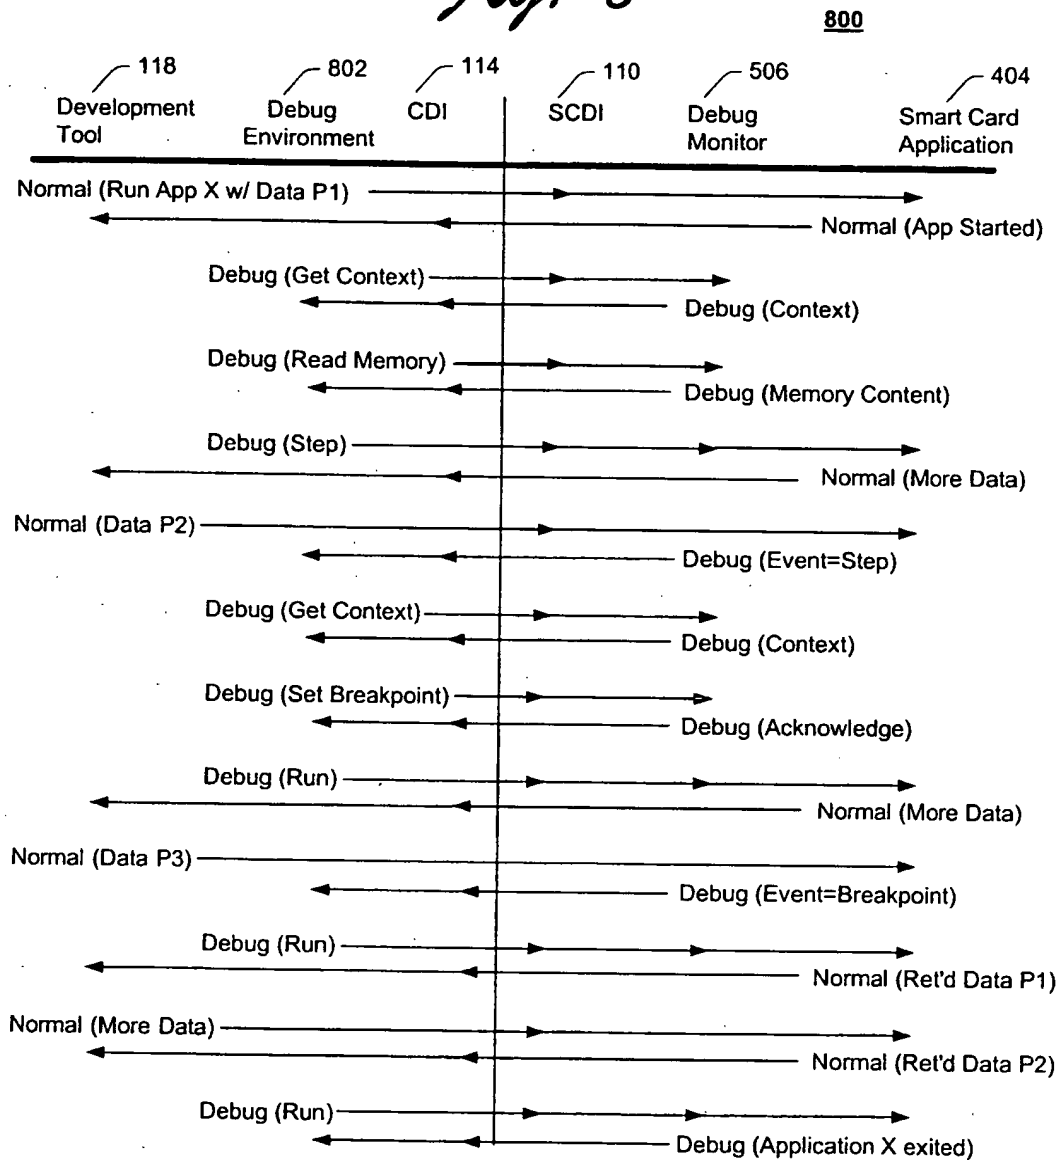 800
118 802 114 110 506 404
Development Tool
Debug Environment
CDI
SCDI
Debug Monitor
Smart Card Application
Normal (Run App X w/ Data P1)
Normal (App Started)
Debug (Get Context)
Debug (Context)
Debug (Read Memory)
Debug (Memory Content)
Debug (Step)
Normal (More Data)
Normal (Data P2)
Debug (Event=Step)
Debug (Get Context)
Debug (Context)
Debug (Set Breakpoint)
Debug (Acknowledge)
Debug (Run)
Normal (More Data)
Normal (Data P3)
Debug (Event=Breakpoint)
Debug (Run)
Normal (Ret'd Data P1)
Normal (More Data)
Normal (Ret'd Data P2)
Debug (Run)
Debug (Application X exited)